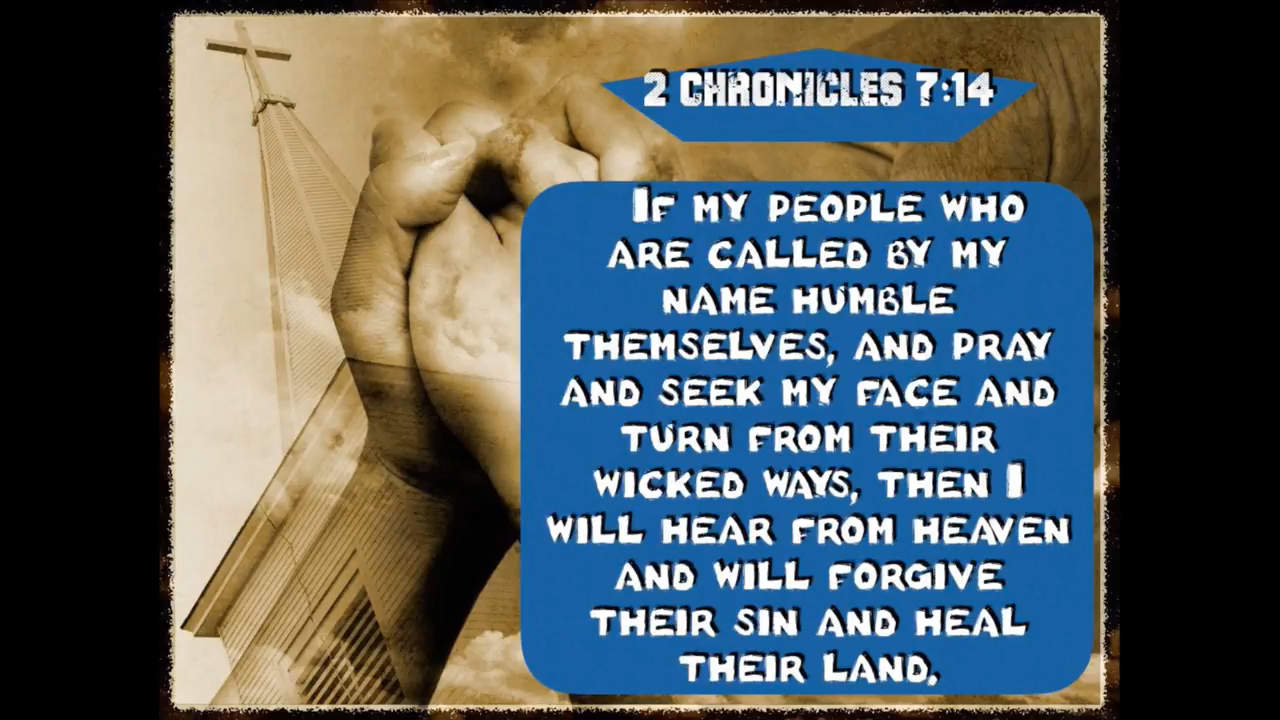 2 CHRONICLES 7:14
IF MY PEOPLE WHO
ARE CALLED BY MY
NAME HUMBLE
THEMSELVES, AND PRAY
AND SEEK MY FACE AND
TURN FROM THEIR
WICKED WAYS, THEN I
WILL HEAR FROM HEAVEN
AND WILL FORGIVE
THEIR SIN AND HEAL
THEIR LAND.